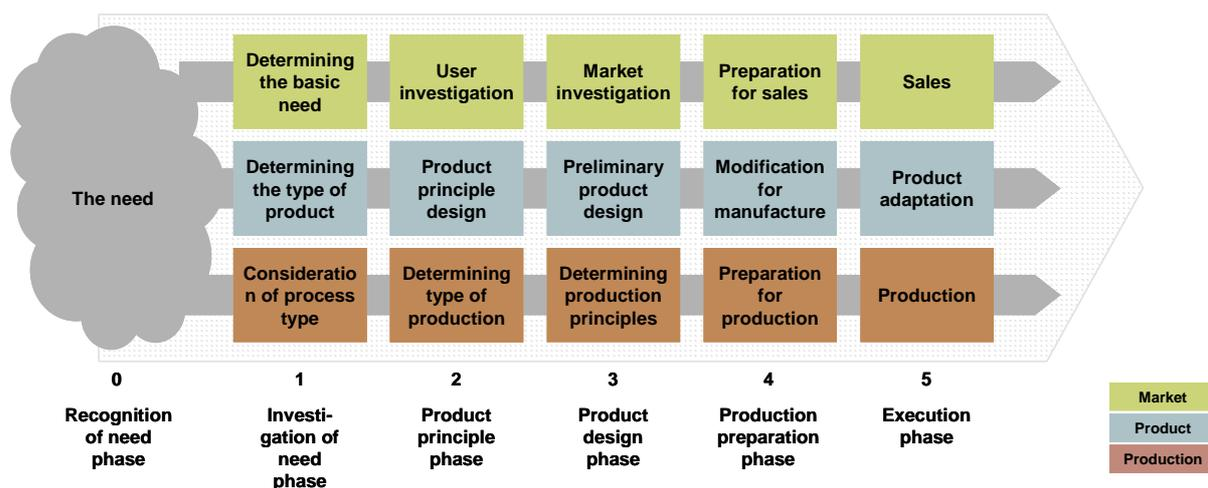 The need
Determining
the basic
need
User
investigation
Market
investigation
Preparation
for sales
Sales
Determining
the type of
product
Product
principle
design
Preliminary
product
design
Modification
for
manufacture
Product
adaptation
Consideratio
n of process
type
Determining
type of
production
Determining
production
principles
Preparation
for
production
Production
0
Recognition
of need
phase
1
Investi-
gation of
need
phase
2
Product
principle
phase
3
Product
design
phase
4
Production
preparation
phase
5
Execution
phase
Market
Product
Production